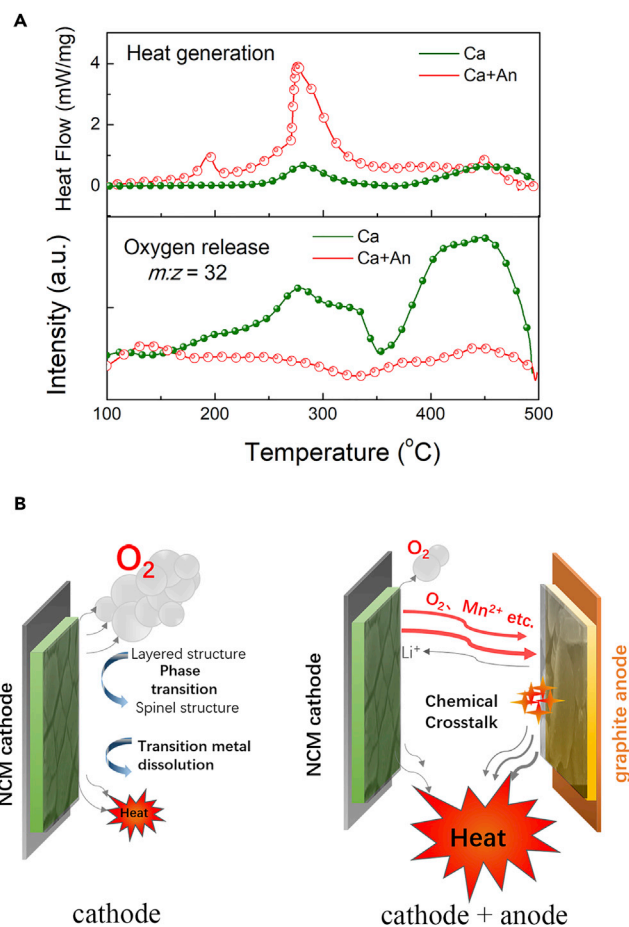 A
Heat generation
Ca
Ca+An
Heat Flow (mW/mg)
4
2
0
Oxygen release
m:z = 32
Ca
Ca+An
Intensity (a.u.)
100
200
300
400
500
Temperature (°C)
B
O2
NCM cathode
Layered structure
Phase
transition
Spinel structure
Transition metal
dissolution
Heat
cathode
O2
NCM cathode
O2、Mn2+ etc.
Li+
Chemical
Crosstalk
graphite anode
Heat
cathode + anode